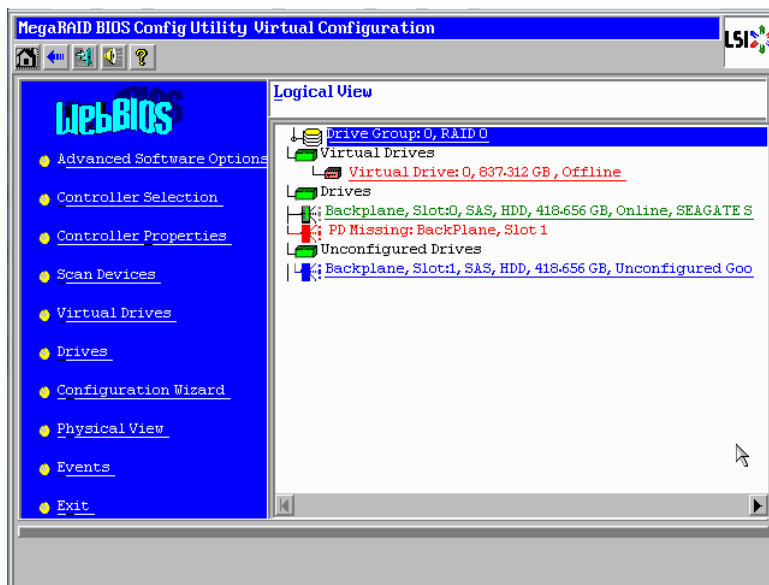 MegaRAID BIOS Config Utility Virtual Configuration
LSI
WebBIOS
Advanced Software Options
Controller Selection
Controller Properties
Scan Devices
Virtual Drives
Drives
Configuration Wizard
Physical View
Events
Exit
Logical View
Drive Group: 0, RAID 0
Virtual Drives
Virtual Drive: 0, 837.312 GB, Offline
Drives
Backplane, Slot:0, SAS, HDD, 418.656 GB, Online, SEAGATE S
PD Missing: BackPlane, Slot 1
Unconfigured Drives
Backplane, Slot:1, SAS, HDD, 418.656 GB, Unconfigured Goo